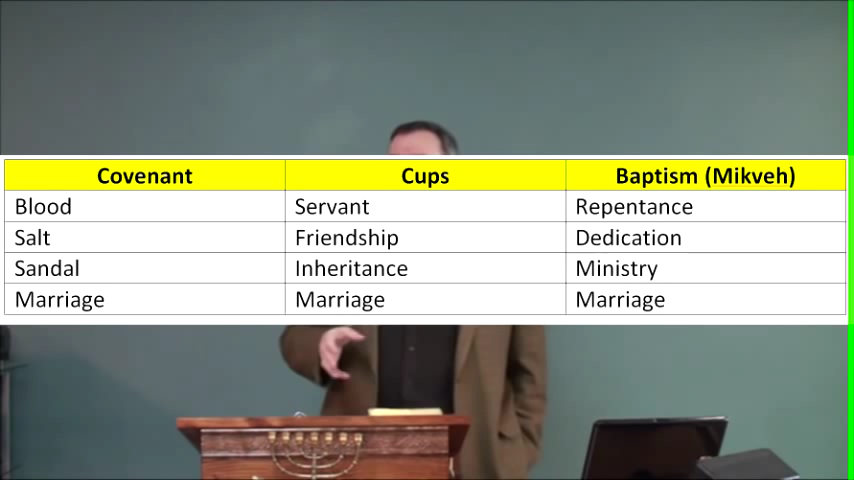 Covenant Cups Baptism (Mikveh)
Blood Servant Repentance
Salt Friendship Dedication
Sandal Inheritance Ministry
Marriage Marriage Marriage